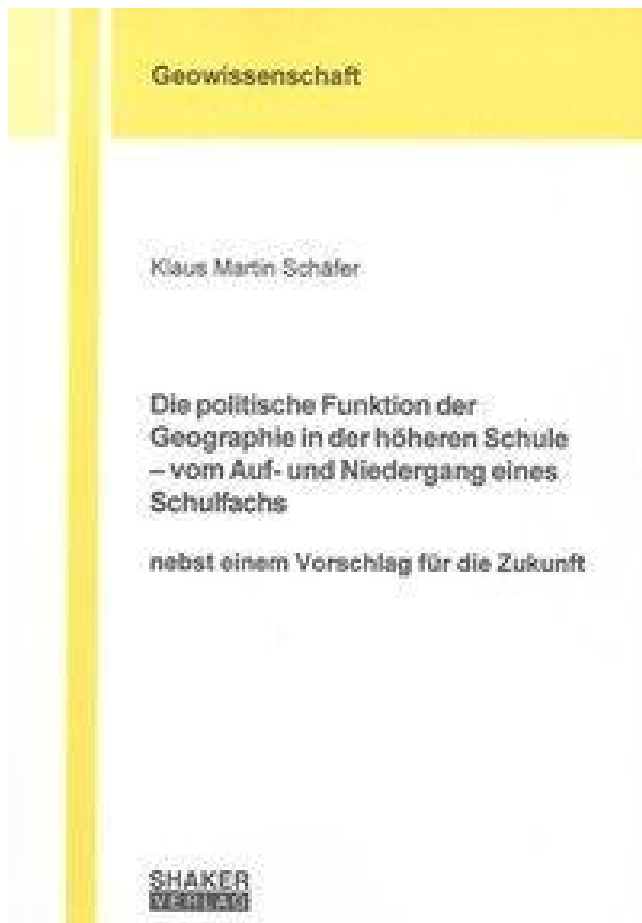 Geowissenschaft
Klaus Martin Schäfer
Die politische Funktion der
Geographie in der höheren Schule
– vom Auf- und Niedergang eines
Schulfachs
nebst einem Vorschlag für die Zukunft
SHAKER
VERLAG